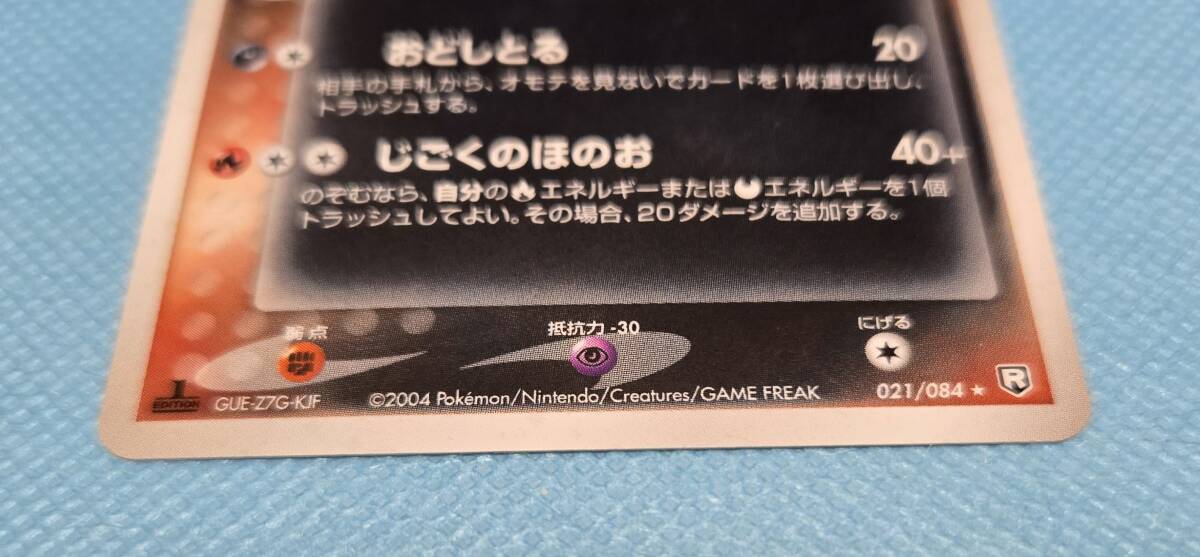 おどしとる 20
相手の手札から、オモテを見ないでカードを1枚選び出し、
トラッシュする。
じごくのほのお 40+
のぞむなら、自分のエネルギーまたはエネルギーを1個
トラッシュしてよい。その場合、20ダメージを追加する。
弱点 抵抗力 -30 にげる
1 EDITION GUE-Z7G-KJF ©2004 Pokémon/Nintendo/Creatures/GAME FREAK 021/084 ★ R